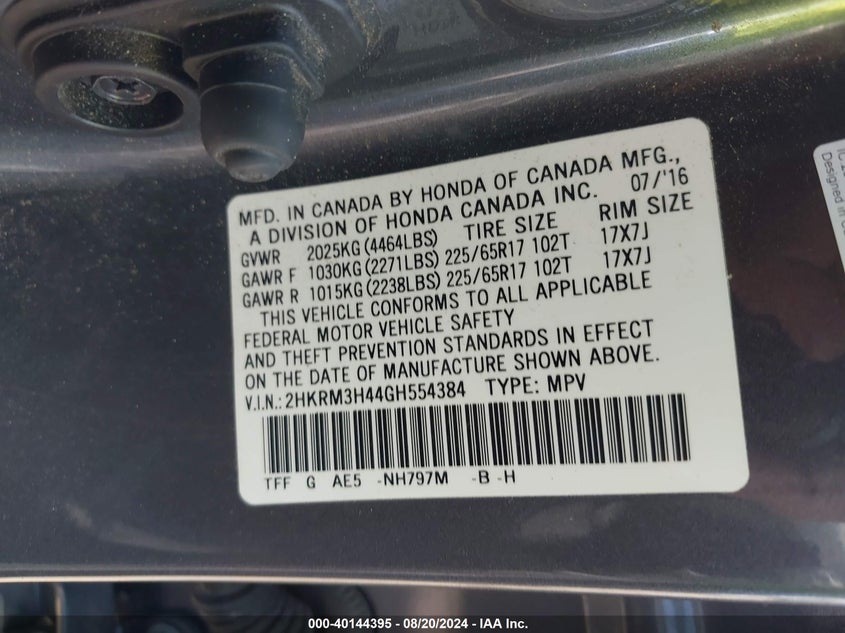 MFD. IN CANADA BY HONDA OF CANADA MFG.,
A DIVISION OF HONDA CANADA INC. 07/'16
GVWR 2025KG (4464LBS) TIRE SIZE RIM SIZE
GAWR F 1030KG (2271LBS) 225/65R17 102T 17X7J
GAWR R 1015KG (2238LBS) 225/65R17 102T 17X7J
THIS VEHICLE CONFORMS TO ALL APPLICABLE
FEDERAL MOTOR VEHICLE SAFETY
AND THEFT PREVENTION STANDARDS IN EFFECT
ON THE DATE OF MANUFACTURE SHOWN ABOVE.
V.I.N.: 2HKRM3H44GH554384 TYPE: MPV
TFF G AE5 -NH797M -B -H
Designed in
000-40144395 - 08/20/2024 - IAA Inc.